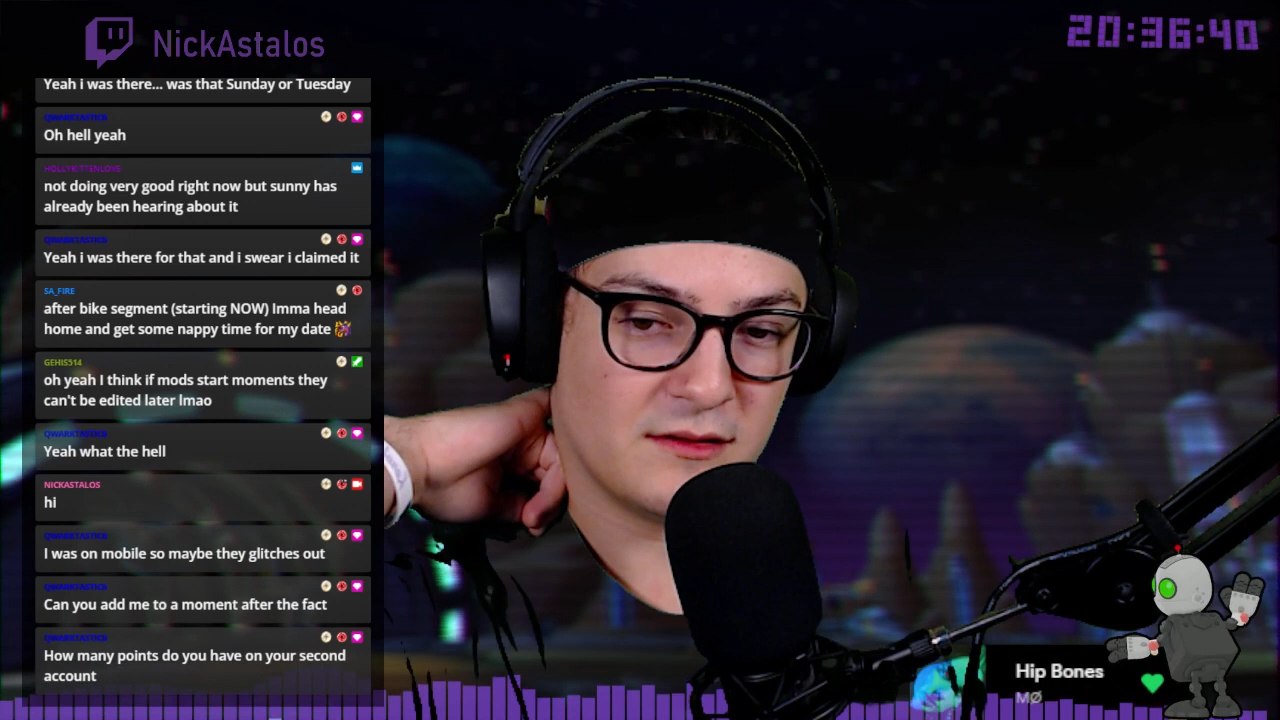 NickAstalos
20:36:40
Yeah i was there... was that Sunday or Tuesday
QWARKTASTICB
Oh hell yeah
HOLLYKITTENLOVE
not doing very good right now but sunny has
already been hearing about it
Yeah i was there for that and i swear i claimed it
SA_FIRE
after bike segment (starting NOW) Imma head
home and get some nappy time for my date
GEHIS514
oh yeah I think if mods start moments they
can't be edited later lmao
Yeah what the hell
NICKASTALOS
hi
I was on mobile so maybe they glitches out
Can you add me to a moment after the fact
How many points do you have on your second
account
Hip Bones
MØ